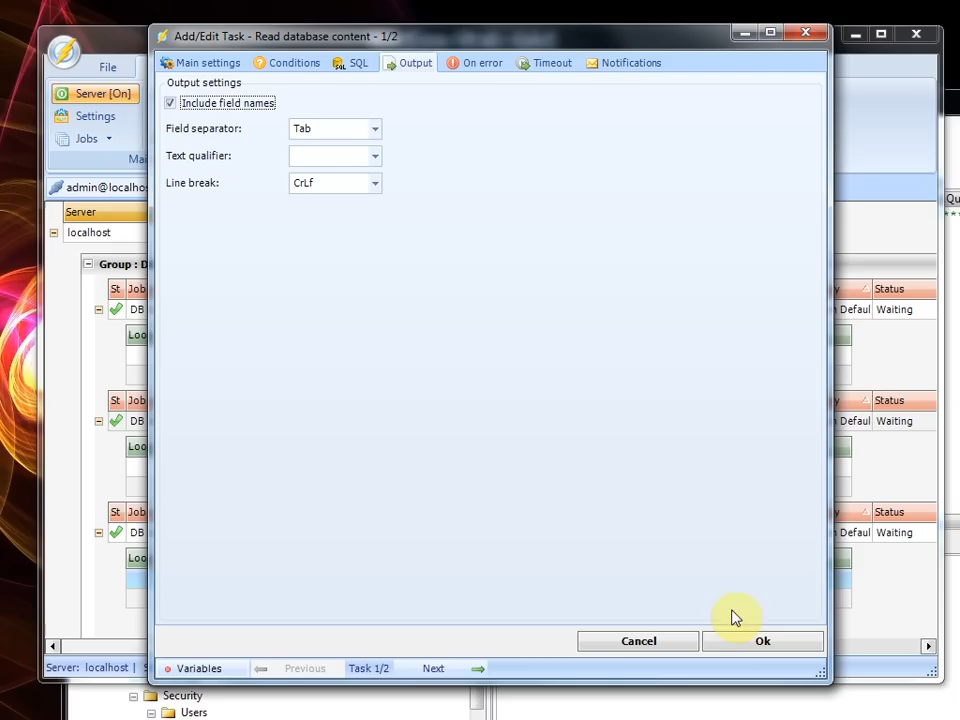 Add/Edit Task - Read database content - 1/2
File
Main settings
Conditions
SQL
Output
On error
Timeout
Notifications
Server [On]
Settings
Jobs
Output settings
Include field names
Field separator:
Tab
Text qualifier:
Line break:
CrLf
admin@localho
Server
localhost
Group : D
St
Job
Status
DB
Defaul
Waiting
Loo
St
Job
Status
DB
Defaul
Waiting
Loo
St
Job
Status
DB
Defaul
Waiting
Loo
Cancel
Ok
Server: localhost
Variables
Previous
Task 1/2
Next
Security
Users